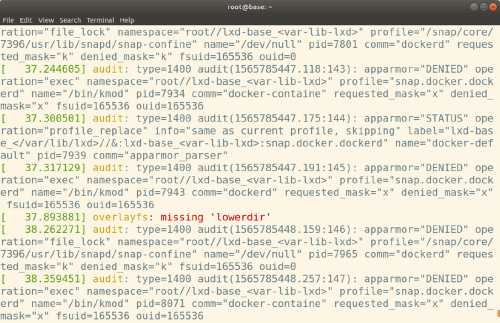 root@base: ~
File Edit View Search Terminal Help
ration="file_lock" namespace="root//lxd-base_<var-lib-lxd>" profile="/snap/core/
7396/usr/lib/snapd/snap-confine" name="/dev/null" pid=7801 comm="dockerd" reques
ted_mask="k" denied_mask="k" fsuid=165536 ouid=0
[   37.244605] audit: type=1400 audit(1565785447.118:143): apparmor="DENIED" ope
ration="exec" namespace="root//lxd-base_<var-lib-lxd>" profile="snap.docker.dock
erd" name="/bin/kmod" pid=7934 comm="docker-containe" requested_mask="x" denied_
mask="x" fsuid=165536 ouid=165536
[   37.300501] audit: type=1400 audit(1565785447.175:144): apparmor="STATUS" ope
ration="profile_replace" info="same as current profile, skipping" label="lxd-bas
e_</var/lib/lxd>//&:lxd-base_<var-lib-lxd>:snap.docker.dockerd" name="docker-def
ault" pid=7939 comm="apparmor_parser"
[   37.317129] audit: type=1400 audit(1565785447.191:145): apparmor="DENIED" ope
ration="exec" namespace="root//lxd-base_<var-lib-lxd>" profile="snap.docker.dock
erd" name="/bin/kmod" pid=7943 comm="dockerd" requested_mask="x" denied_mask="x"
 fsuid=165536 ouid=165536
[   37.893881] overlayfs: missing 'lowerdir'
[   38.262271] audit: type=1400 audit(1565785448.159:146): apparmor="DENIED" ope
ration="file_lock" namespace="root//lxd-base_<var-lib-lxd>" profile="/snap/core/
7396/usr/lib/snapd/snap-confine" name="/dev/null" pid=7965 comm="dockerd" reques
ted_mask="k" denied_mask="k" fsuid=165536 ouid=0
[   38.359451] audit: type=1400 audit(1565785448.257:147): apparmor="DENIED" ope
ration="exec" namespace="root//lxd-base_<var-lib-lxd>" profile="snap.docker.dock
erd" name="/bin/kmod" pid=8071 comm="docker-containe" requested_mask="x" denied_
mask="x" fsuid=165536 ouid=165536